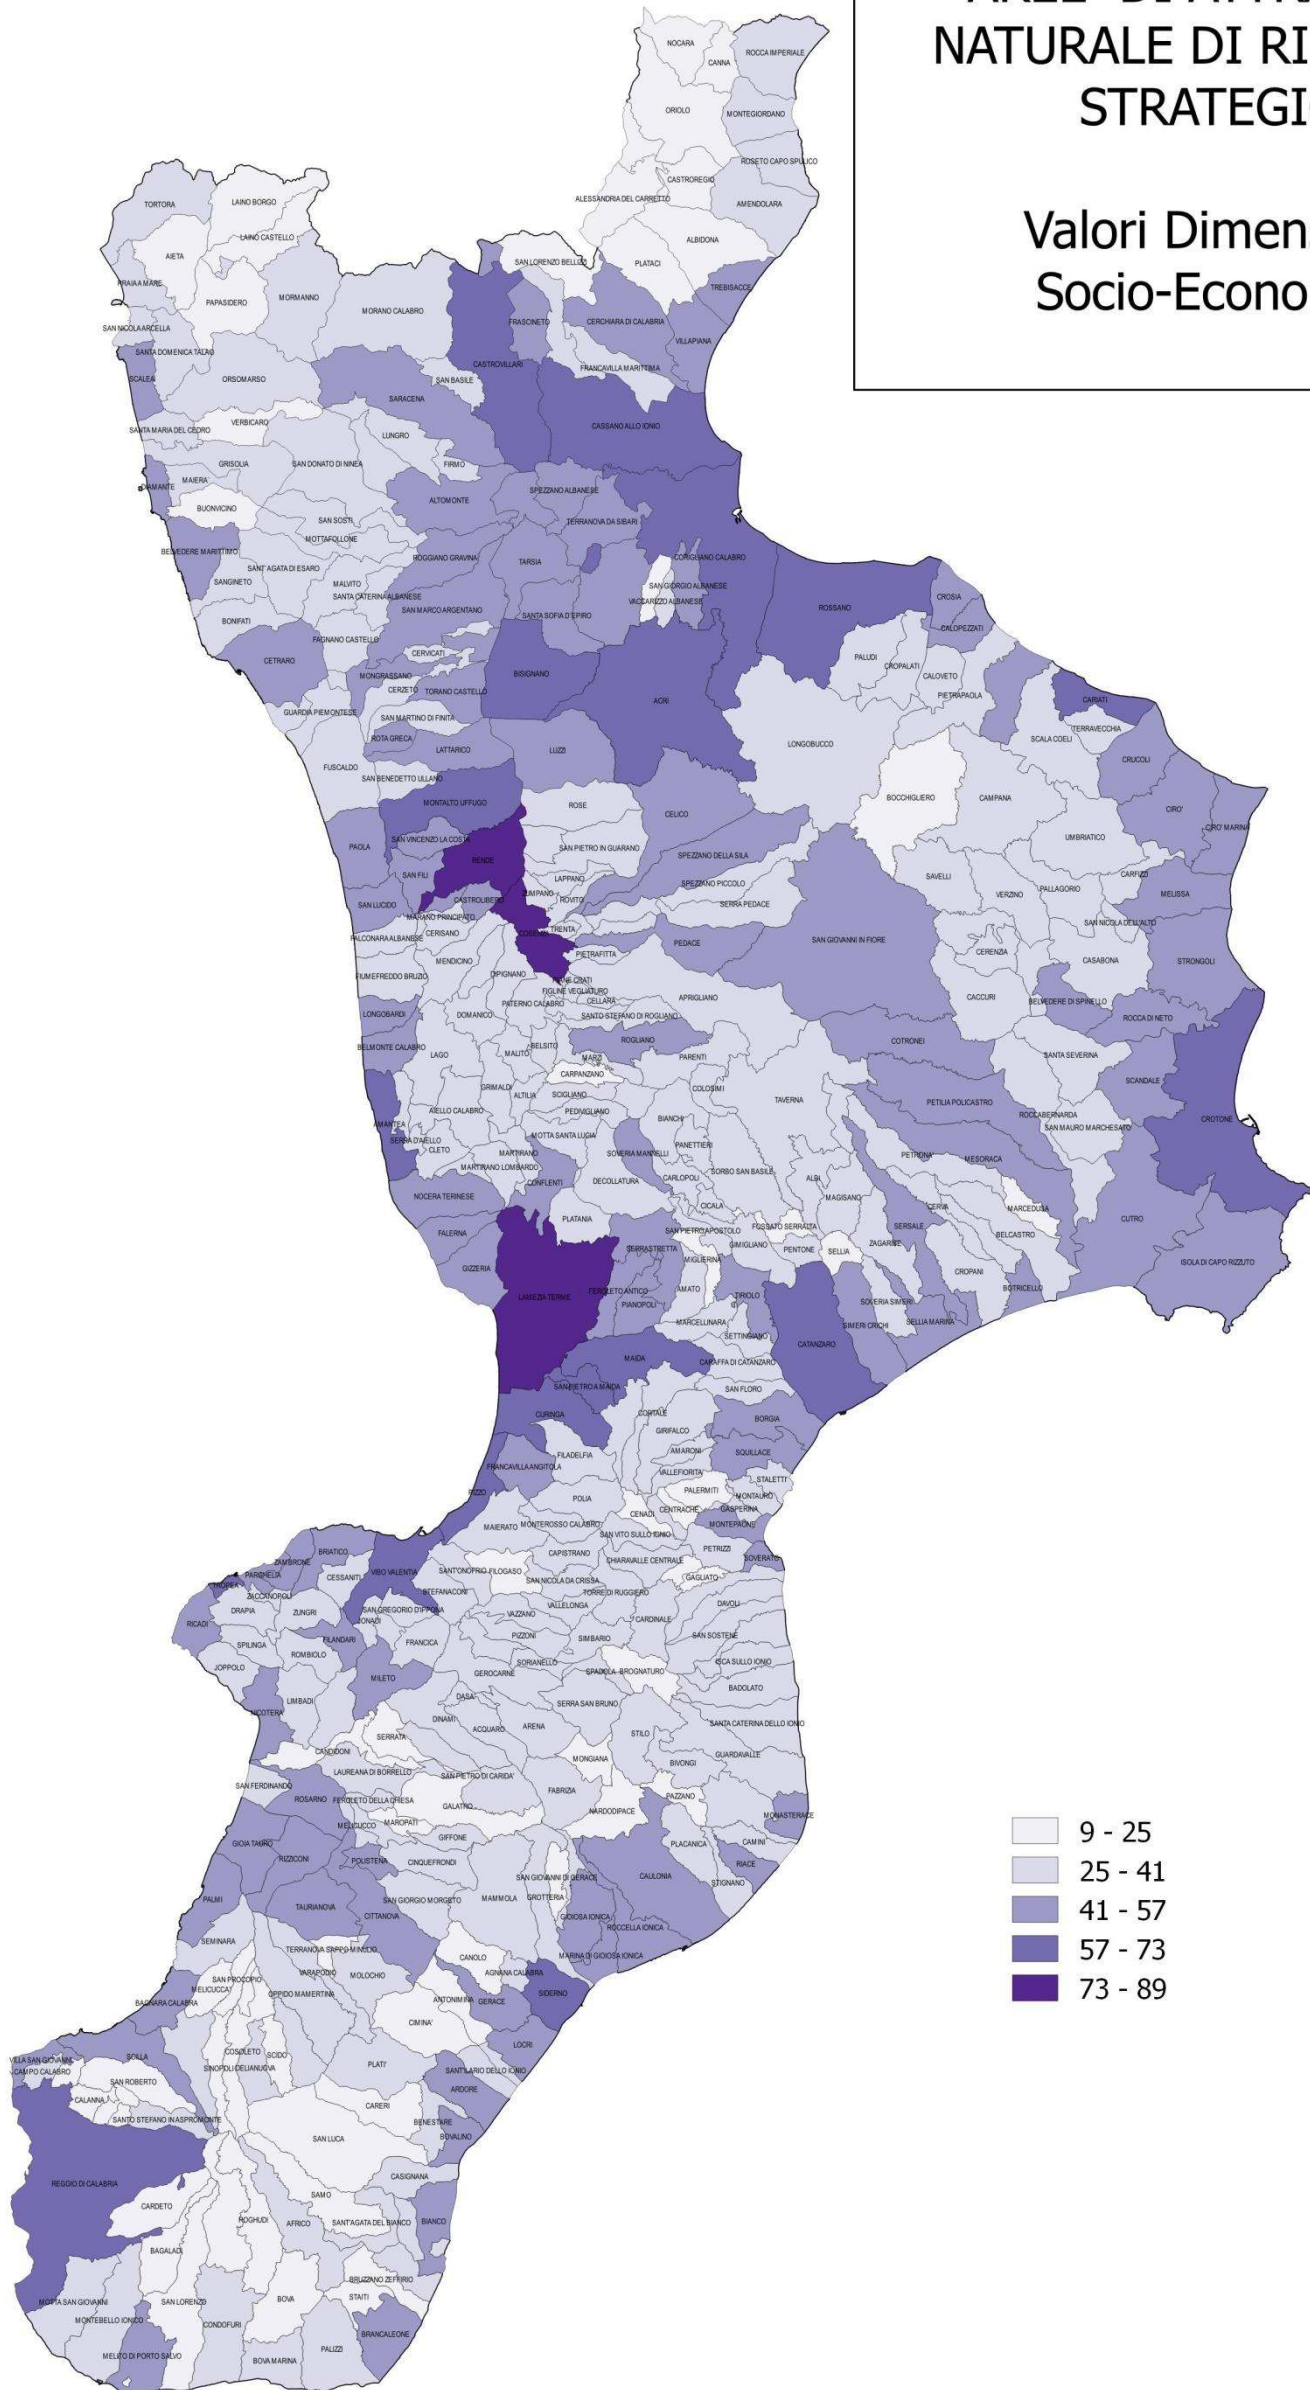 NATURALE DI RI
STRATEGI
Valori Dimens
Socio-Econo
NOCARA
CANNA
ROCCA IMPERIALE
ORIOLO
MONTEGIORDANO
ROSETO CAPO SPULICO
CASTROREGIO
ALESSANDRIA DEL CARRETTO
AMENDOLARA
ALBIDONA
PLATACI
SAN LORENZO BELLIZZI
TREBISACCE
TORTORA
LAINO BORGO
LAINO CASTELLO
AIETA
PRAIA A MARE
PAPASIDERO
MORMANNO
MORANO CALABRO
SAN NICOLA ARCELLA
SANTA DOMENICA TALAO
SCALEA
ORSOMARSO
FRASCINETO
CERCHIARA DI CALABRIA
VILLAPIANA
CASTROVILLARI
FRANCAVILLA MARITTIMA
SAN BASILE
SARACENA
CASSANO ALLO IONIO
VERBICARO
SANTA MARIA DEL CEDRO
LUNGRO
FIRMO
GRISOLIA
SAN DONATO DI NINEA
MAIERA
DIAMANTE
BUONVICINO
ALTOMONTE
SPEZZANO ALBANESE
SAN SOSTI
TERRANOVA DA SIBARI
MOTTAFOLLONE
BELVEDERE MARITTIMO
ROGGIANO GRAVINA
TARSIA
CORIGLIANO CALABRO
SANT'AGATA DI ESARO
SANGINETO
MALVITO
SAN GIORGIO ALBANESE
SANTA CATERINA ALBANESE
VACCARIZZO ALBANESE
SAN MARCO ARGENTANO
SANTA SOFIA D'EPIRO
ROSSANO
CROSIA
CALOPEZZATI
BONIFATI
FAGNANO CASTELLO
CERVICATI
CETRARO
MONGRASSANO
BISIGNANO
PALUDI
CROPALATI
CALOVETO
PIETRAPAOLA
CERZETO
TORANO CASTELLO
ACRI
CARIATI
GUARDIA PIEMONTESE
SAN MARTINO DI FINITA
TERRAVECCHIA
SCALA COELI
ROTA GRECA
LATTARICO
LUZZI
LONGOBUCCO
CRUCOLI
FUSCALDO
SAN BENEDETTO ULLANO
BOCCHIGLIERO
CAMPANA
MONTALTO UFFUGO
ROSE
CELICO
CIRO'
CIRO' MARINA
UMBRIATICO
PAOLA
SAN VINCENZO LA COSTA
RENDE
SAN PIETRO IN GUARANO
SPEZZANO DELLA SILA
SAN FILI
LAPPANO
SPEZZANO PICCOLO
SAVELLI
VERZINO
PALLAGORIO
CARFIZZI
MELISSA
SAN LUCIDO
CASTROLIBERO
ZUMPANO
ROVITO
SERRA PEDACE
MARANO PRINCIPATO
SAN NICOLA DELL'ALTO
FALCONARA ALBANESE
CERISANO
COSENZA
TRENTA
PEDACE
SAN GIOVANNI IN FIORE
CERENZIA
CASABONA
STRONGOLI
MENDICINO
PIETRAFITTA
FIUMEFREDDO BRUZIO
DIPIGNANO
PIANE CRATI
FIGLINE VEGLIATURO
CELLARA
APRIGLIANO
CACCURI
BELVEDERE DI SPINELLO
PATERNO CALABRO
LONGOBARDI
DOMANICO
SANTO STEFANO DI ROGLIANO
ROCCA DI NETO
BELMONTE CALABRO
LAGO
BELSITO
MALITO
ROGLIANO
PARENTI
COTRONEI
SANTA SEVERINA
MARZI
CARPANZANO
SCANDALE
GRIMALDI
ALTILIA
SCIGLIANO
COLOSIMI
TAVERNA
PETILIA POLICASTRO
ROCCABERNARDA
CROTONE
AIELLO CALABRO
PEDIVIGLIANO
BIANCHI
SAN MAURO MARCHESATO
AMANTEA
SERRA D'AIELLO
CLETO
MOTTA SANTA LUCIA
PANETTIERI
MARTIRANO
SOVERIA MANNELLI
PETRONA'
MESORACA
MARTIRANO LOMBARDO
SORBO SAN BASILE
CONFLENTI
DECOLLATURA
CARLOPOLI
ALBI
MAGISANO
NOCERA TERINESE
CICALA
CERVA
MARCEDUSA
CUTRO
PLATANIA
SAN PIETRO APOSTOLO
FOSSATO SERRALTA
SERSALE
BELCASTRO
FALERNA
SERRASTRETTA
GIMIGLIANO
PENTONE
SELLIA
ZAGARISE
MIGLIERINA
ISOLA DI CAPO RIZZUTO
GIZZERIA
CROPANI
LAMEZIA TERME
FEROLETO ANTICO
AMATO
TIRIOLO
BOTRICELLO
PIANOPOLI
SOVERIA SIMERI
MARCELLINARA
SIMERI CRICHI
SELLIA MARINA
SETTINGIANO
CATANZARO
MAIDA
CARAFFA DI CATANZARO
SAN PIETRO A MAIDA
SAN FLORO
CURINGA
CORTALE
BORGIA
GIRIFALCO
AMARONI
SQUILLACE
FILADELFIA
FRANCAVILLA ANGITOLA
VALLEFIORITA
STALETTI
PIZZO
PALERMITI
MONTAURO
POLIA
CENADI
CENTRACHE
GASPERINA
MONTEPAONE
MAIERATO
MONTEROSSO CALABRO
SAN VITO SULLO IONIO
PETRIZZI
BRIATICO
CAPISTRANO
CHIARAVALLE CENTRALE
SOVERATO
ZAMBRONE
VIBO VALENTIA
SANT'ONOFRIO
FILOGASO
GAGLIATO
PARGHELIA
TROPEA
CESSANITI
SAN NICOLA DA CRISSA
ZACCANOPOLI
STEFANACONI
TORRE DI RUGGIERO
DRAPIA
ZUNGRI
SAN GREGORIO D'IPPONA
VALLELONGA
DAVOLI
RICADI
IONADI
VAZZANO
CARDINALE
SPILINGA
FILANDARI
FRANCICA
PIZZONI
SIMBARIO
SAN SOSTENE
ROMBIOLO
JOPPOLO
SORIANELLO
ISCA SULLO IONIO
MILETO
GEROCARNE
SPADOLA
BROGNATURO
BADOLATO
LIMBADI
DASA'
SERRA SAN BRUNO
NICOTERA
DINAMI
ACQUARO
ARENA
SANTA CATERINA DELLO IONIO
SERRATA
STILO
CANDIDONI
MONGIANA
GUARDAVALLE
BIVONGI
LAUREANA DI BORRELLO
SAN PIETRO DI CARIDA'
SAN FERDINANDO
FABRIZIA
PAZZANO
ROSARNO
FEROLETO DELLA CHIESA
GALATRO
NARDODIPACE
MONASTERACE
MELICUCCO
MAROPATI
GIOIA TAURO
GIFFONE
PLACANICA
CAMINI
RIZZICONI
POLISTENA
CINQUEFRONDI
RIACE
SAN GIOVANNI DI GERACE
CAULONIA
STIGNANO
PALMI
TAURIANOVA
SAN GIORGIO MORGETO
MAMMOLA
GROTTERIA
CITTANOVA
GIOIOSA IONICA
ROCCELLA IONICA
SEMINARA
TERRANOVA SAPPO MINULIO
CANOLO
MARINA DI GIOIOSA IONICA
VARAPODIO
MOLOCHIO
AGNANA CALABRA
SAN PROCOPIO
MELICUCCA'
OPPIDO MAMERTINA
ANTONIMINA
GERACE
SIDERNO
BAGNARA CALABRA
CIMINA'
LOCRI
COSOLETO
SCIDO
VILLA SAN GIOVANNI
SCILLA
CAMPO CALABRO
SINOPOLI
DELIANUOVA
PLATI'
SANT'ILARIO DELLO IONIO
SAN ROBERTO
ARDORE
CALANNA
CARERI
SANTO STEFANO IN ASPROMONTE
BENESTARE
SAN LUCA
BOVALINO
REGGIO DI CALABRIA
CASIGNANA
CARDETO
SAMO
ROGHUDI
AFRICO
SANT'AGATA DEL BIANCO
BIANCO
BAGALADI
BRUZZANO ZEFFIRIO
MOTTA SAN GIOVANNI
SAN LORENZO
BOVA
STAITI
MONTEBELLO IONICO
CONDOFURI
BRANCALEONE
MELITO DI PORTO SALVO
BOVA MARINA
PALIZZI
9 - 25
25 - 41
41 - 57
57 - 73
73 - 89